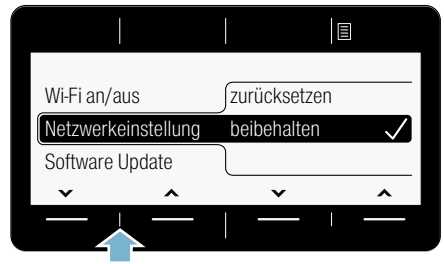 Wi-Fi an/aus zurücksetzen
Netzwerkeinstellung beibehalten
Software Update